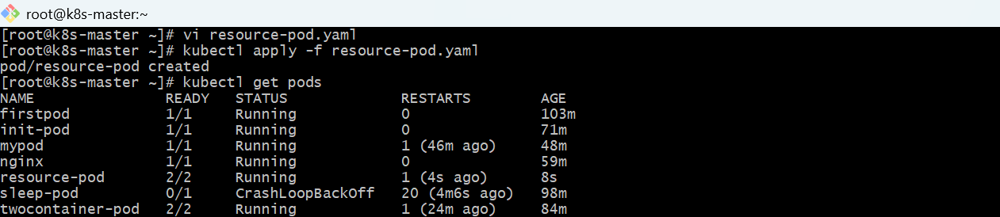 root@k8s-master:~
[root@k8s-master ~]# vi resource-pod.yaml
[root@k8s-master ~]# kubectl apply -f resource-pod.yaml
pod/resource-pod created
[root@k8s-master ~]# kubectl get pods
NAME READY STATUS RESTARTS AGE
firstpod 1/1 Running 0 103m
init-pod 1/1 Running 0 71m
mypod 1/1 Running 1 (46m ago) 48m
nginx 1/1 Running 0 59m
resource-pod 2/2 Running 1 (4s ago) 8s
sleep-pod 0/1 CrashLoopBackOff 20 (4m6s ago) 98m
twocontainer-pod 2/2 Running 1 (24m ago) 84m